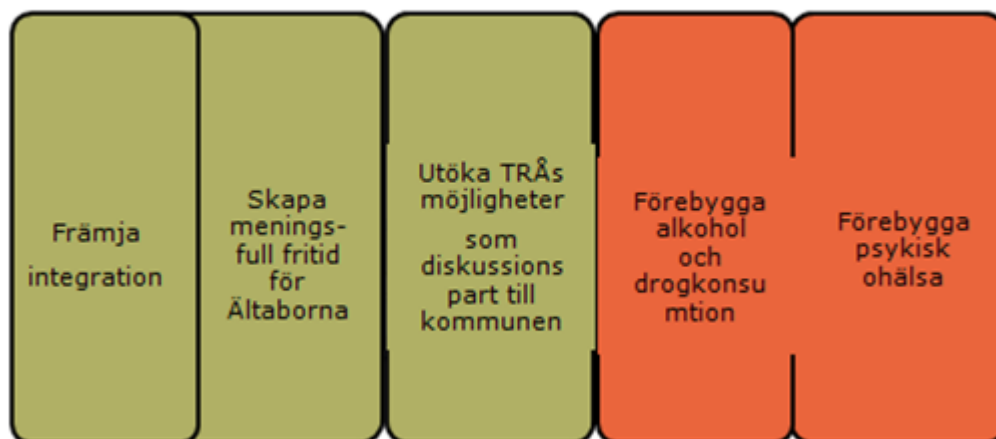 Främja
integration
Skapa
menings-
full fritid
för
Ältaborna
Utöka TRÅs
möjligheter
som
diskussions
part till
kommunen
Förebygga
alkohol
och
drogkonsu
mtion
Förebygga
psykisk
ohälsa